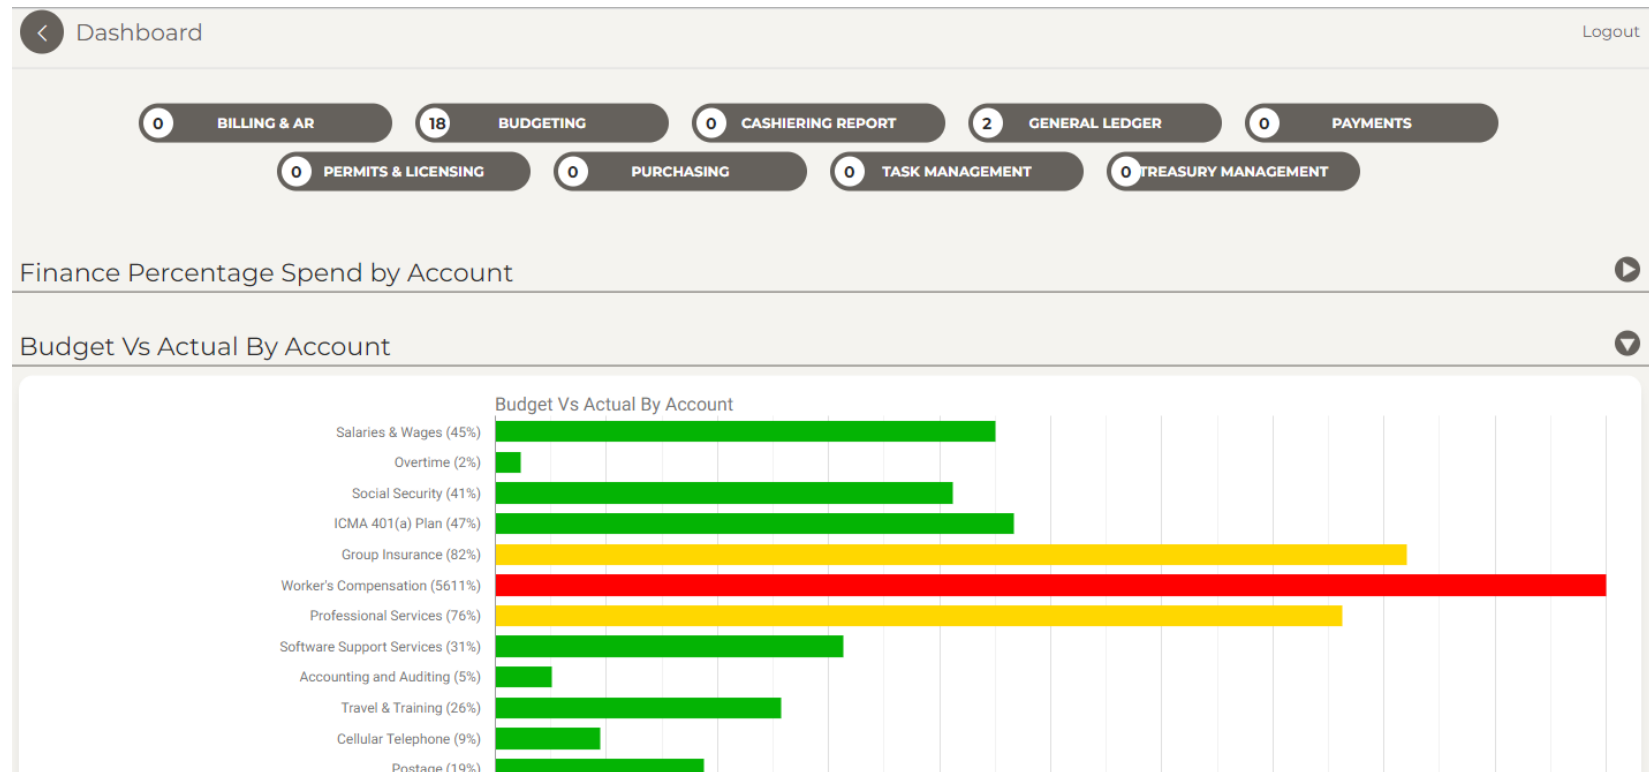 Dashboard
Logout
0 BILLING & AR
18 BUDGETING
0 CASHIERING REPORT
2 GENERAL LEDGER
0 PAYMENTS
0 PERMITS & LICENSING
0 PURCHASING
0 TASK MANAGEMENT
0 TREASURY MANAGEMENT
Finance Percentage Spend by Account
Budget Vs Actual By Account
Budget Vs Actual By Account
Salaries & Wages (45%)
Overtime (2%)
Social Security (41%)
ICMA 401(a) Plan (47%)
Group Insurance (82%)
Worker's Compensation (5611%)
Professional Services (76%)
Software Support Services (31%)
Accounting and Auditing (5%)
Travel & Training (26%)
Cellular Telephone (9%)
Postage (19%)